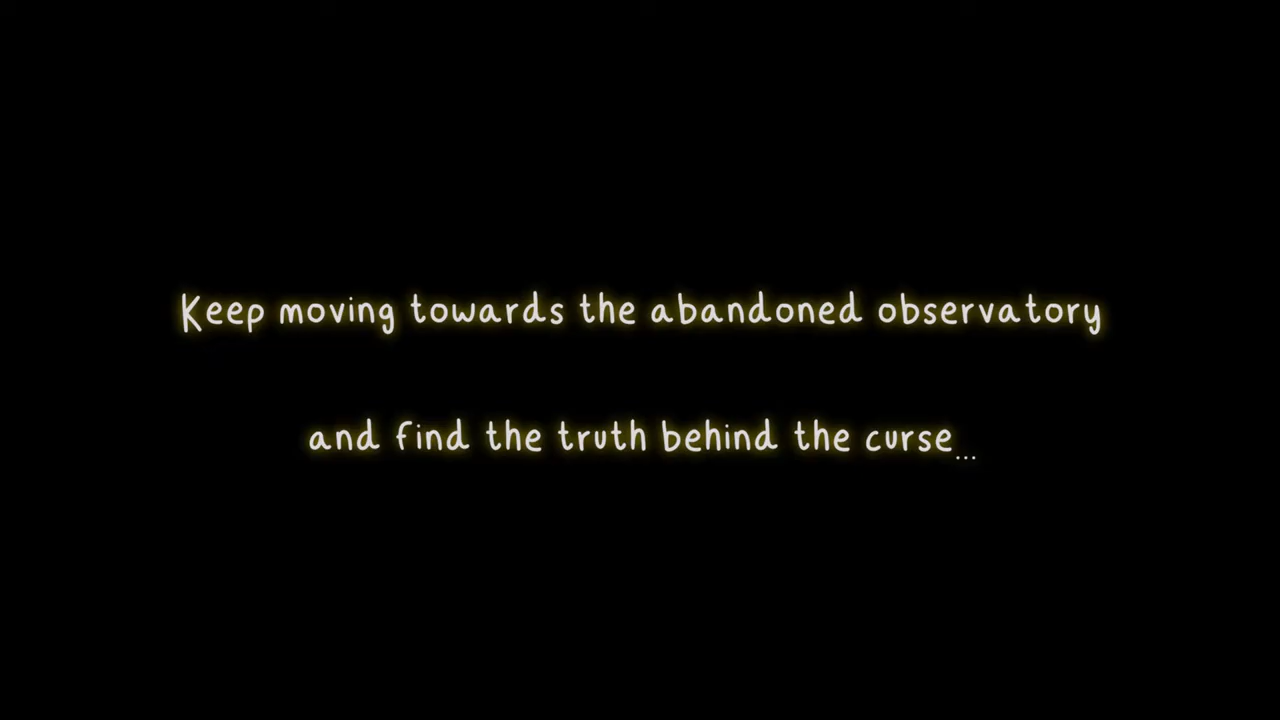 Keep moving towards the abandoned observatory
and find the truth behind the curse...